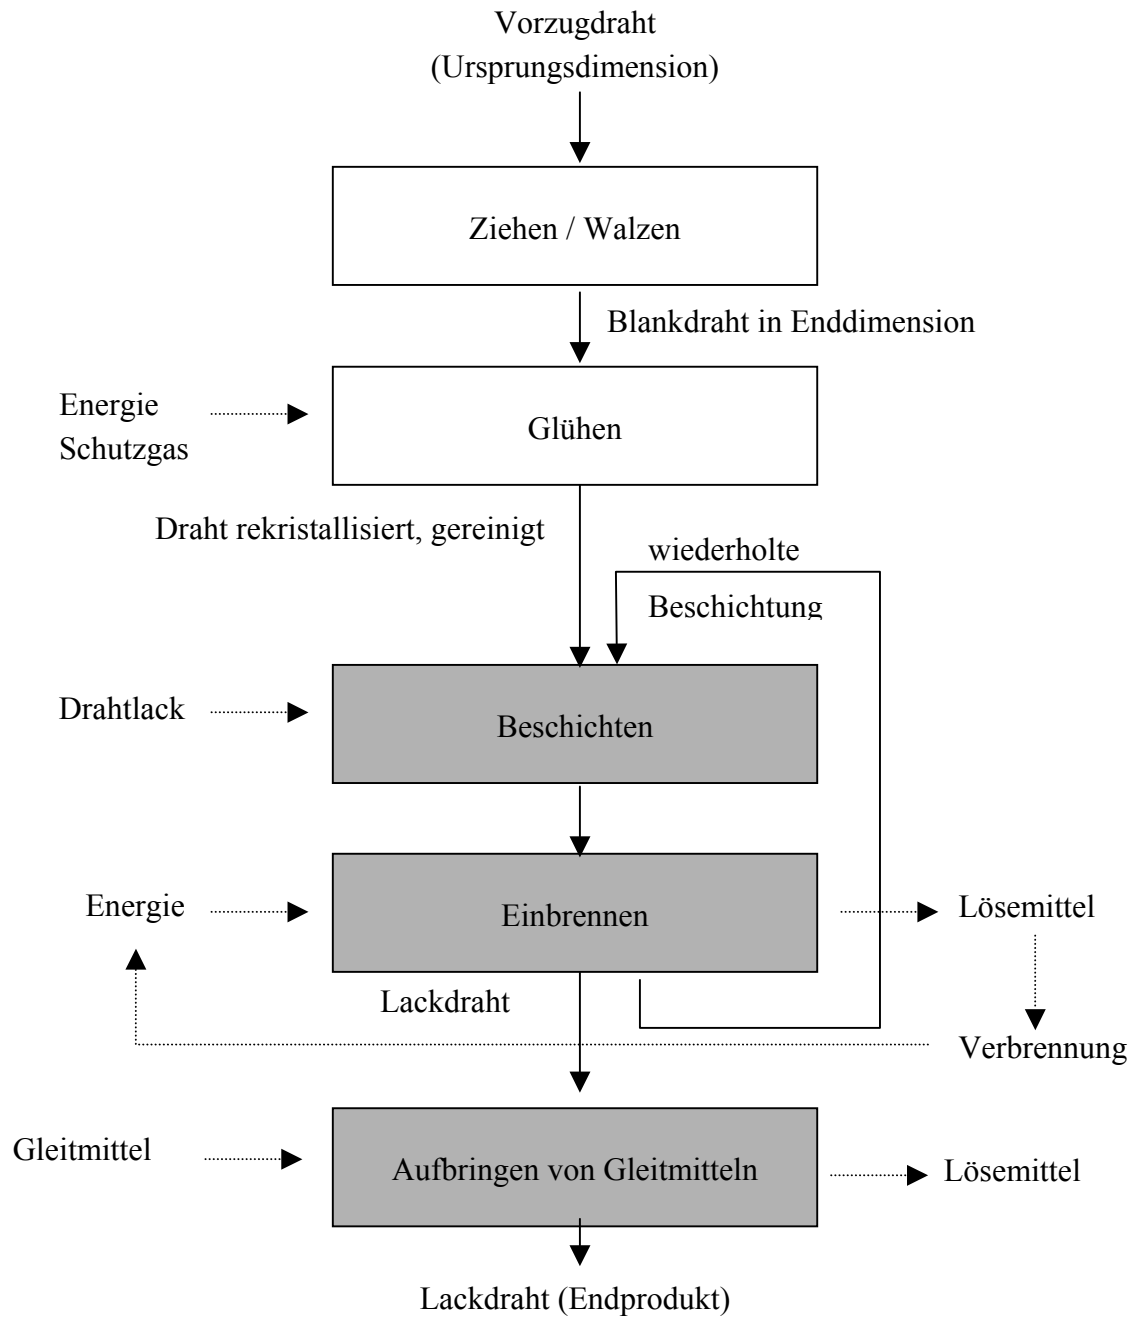 Vorzugdraht
(Ursprungsdimension)
Ziehen / Walzen
Blankdraht in Enddimension
Energie
Schutzgas
Glühen
Draht rekristallisiert, gereinigt
wiederholte
Beschichtung
Drahtlack
Beschichten
Energie
Einbrennen
Lösemittel
Lackdraht
Verbrennung
Gleitmittel
Aufbringen von Gleitmitteln
Lösemittel
Lackdraht (Endprodukt)